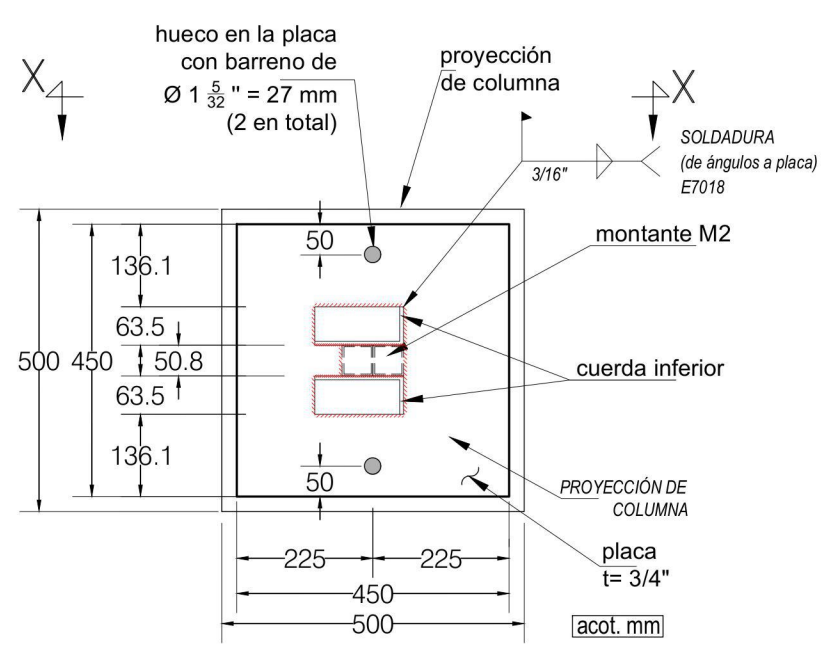 hueco en la placa
con barreno de
Ø 1 5/32 " = 27 mm
(2 en total)
proyección
de columna
X
X
SOLDADURA
(de ángulos a placa)
E7018
3/16"
montante M2
50
136.1
63.5
500
450
50.8
cuerda inferior
63.5
136.1
50
PROYECCIÓN DE
COLUMNA
placa
t= 3/4"
225
225
450
500
acot. mm